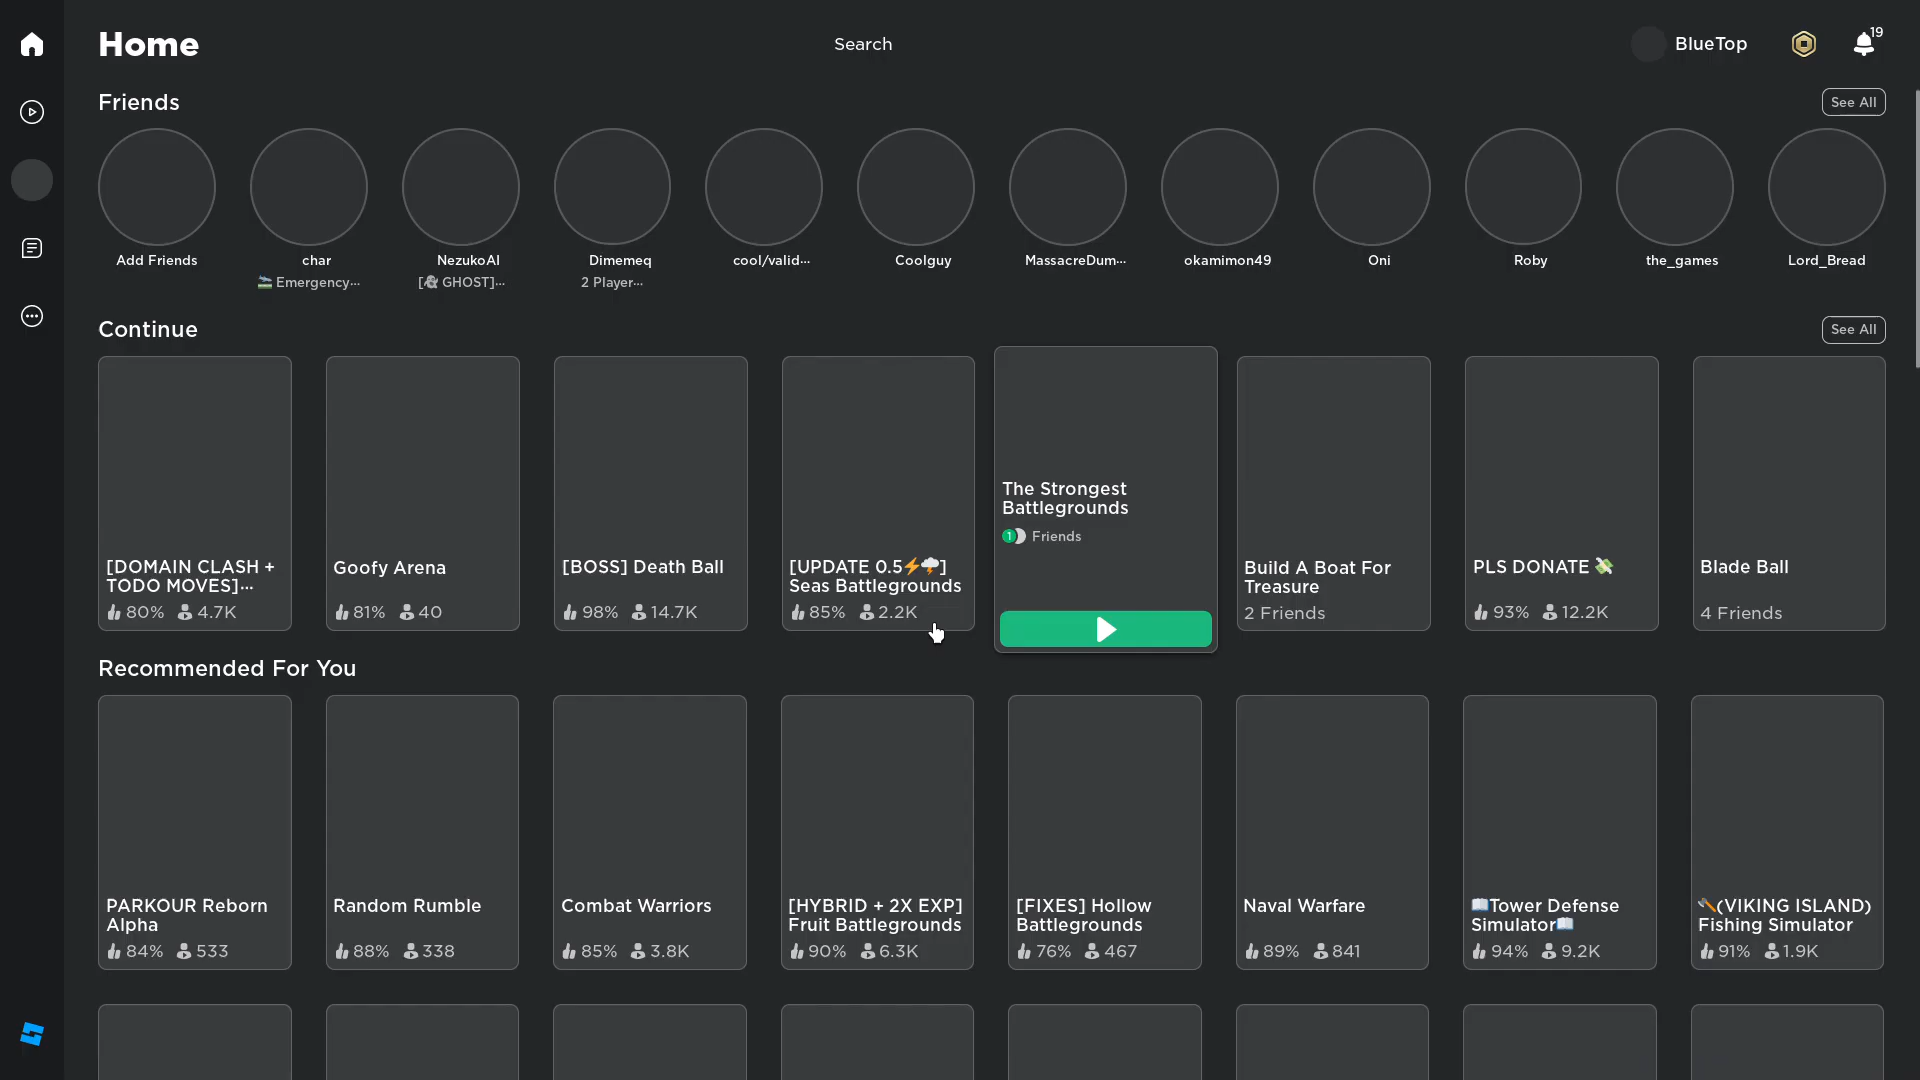 Home
Search
BlueTop
19
Friends
See All
Add Friends
char
Emergency...
NezukoAI
[👻 GHOST]...
Dimemeq
2 Player...
cool/valid...
Coolguy
MassacreDum...
okamimon49
Oni
Roby
the_games
Lord_Bread
Continue
See All
[DOMAIN CLASH +
TODO MOVES]...
80% 4.7K
Goofy Arena
81% 40
[BOSS] Death Ball
98% 14.7K
[UPDATE 0.5⚡🌩️]
Seas Battlegrounds
85% 2.2K
The Strongest
Battlegrounds
1 Friends
Build A Boat For
Treasure
2 Friends
PLS DONATE 💸
93% 12.2K
Blade Ball
4 Friends
Recommended For You
PARKOUR Reborn
Alpha
84% 533
Random Rumble
88% 338
Combat Warriors
85% 3.8K
[HYBRID + 2X EXP]
Fruit Battlegrounds
90% 6.3K
[FIXES] Hollow
Battlegrounds
76% 467
Naval Warfare
89% 841
📖Tower Defense
Simulator📖
94% 9.2K
🪓(VIKING ISLAND)
Fishing Simulator
91% 1.9K